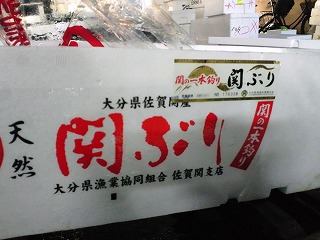 関の一本釣り
関ぶり
大分県佐賀関産
天然
関ぶり
関の一本釣り
大分県漁業協同組合 佐賀関支店